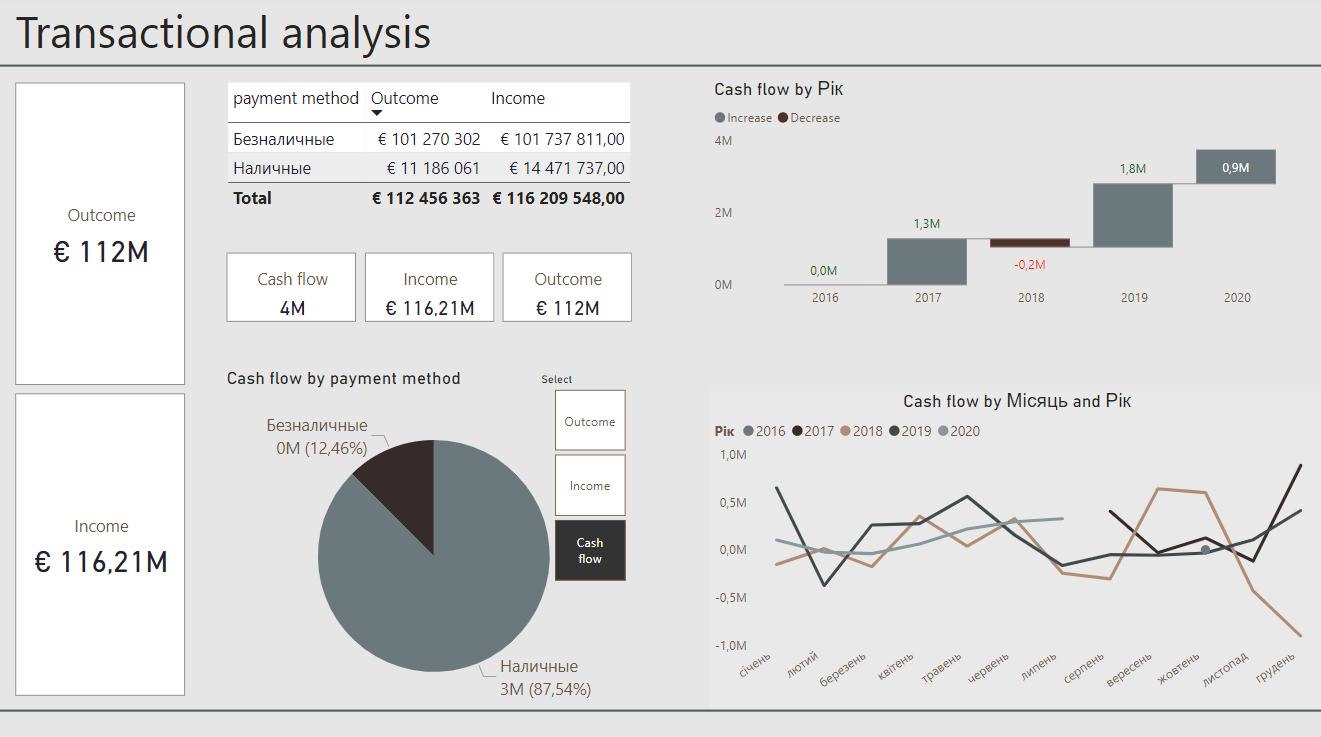 Transactional analysis
Outcome
€ 112M
Income
€ 116,21M
payment method Outcome Income
Безналичные € 101 270 302 € 101 737 811,00
Наличные € 11 186 061 € 14 471 737,00
Total € 112 456 363 € 116 209 548,00
Cash flow
4M
Income
€ 116,21M
Outcome
€ 112M
Cash flow by payment method
Безналичные
0M (12,46%)
Наличные
3M (87,54%)
Select
Outcome
Income
Cash
flow
Cash flow by Рік
Increase Decrease
4M
2M
0M
0,0M
1,3M
-0,2M
1,8M
0,9M
2016 2017 2018 2019 2020
Cash flow by Місяць and Рік
Рік 2016 2017 2018 2019 2020
1,0M
0,5M
0,0M
-0,5M
-1,0M
січень лютий березень квітень травень червень липень серпень вересень жовтень листопад грудень